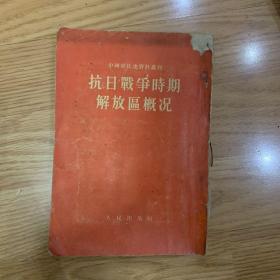 中國現代史資料叢刊
抗日戰爭時期
解放區概况
人民出版社